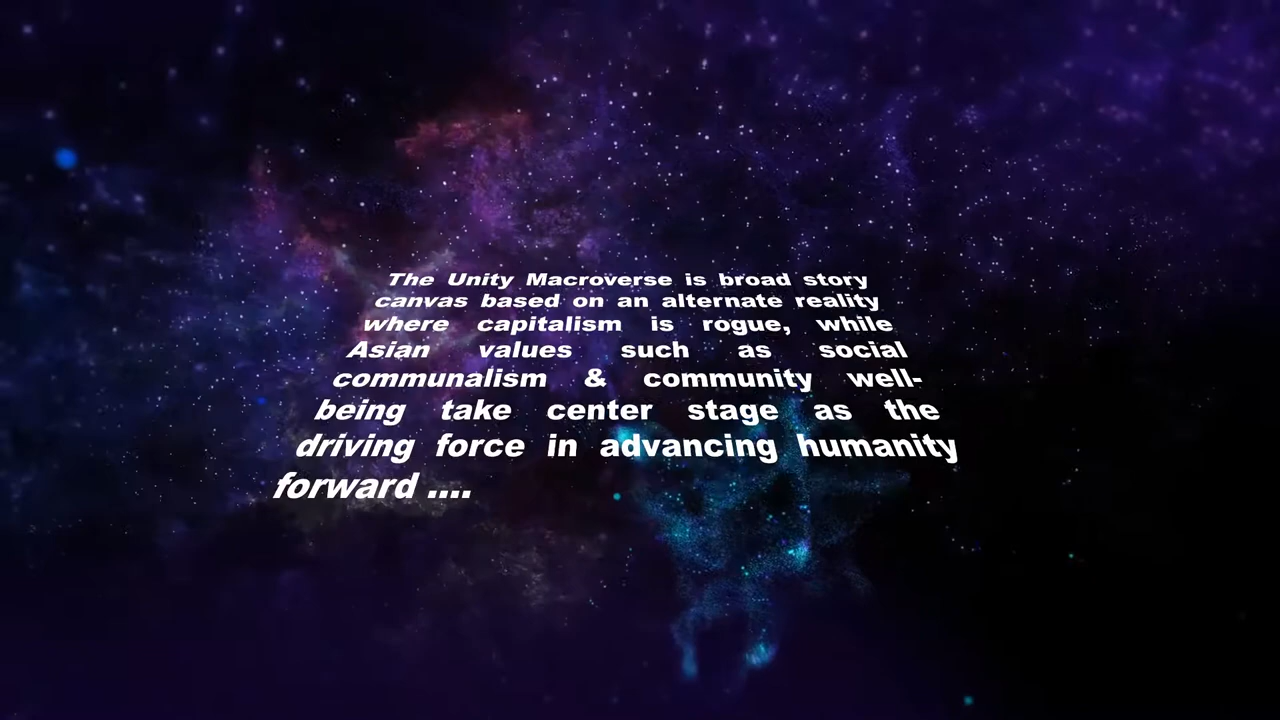 The Unity Macroverse is broad story
canvas based on an alternate reality
where capitalism is rogue, while
Asian values such as social
communalism & community well-
being take center stage as the
driving force in advancing humanity
forward ....